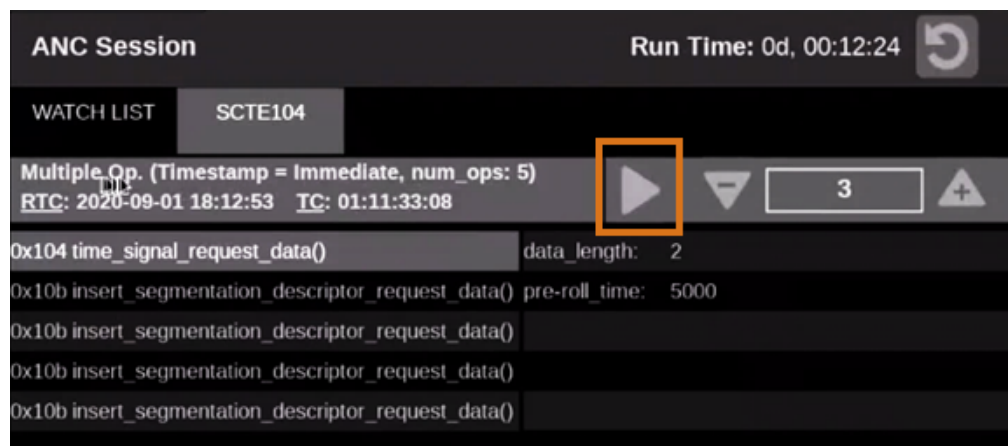 ANC Session
Run Time: 0d, 00:12:24
WATCH LIST
SCTE104
Multiple Op. (Timestamp = Immediate, num_ops: 5)
RTC: 2020-09-01 18:12:53 TC: 01:11:33:08
3
0x104 time_signal_request_data()
data_length: 2
0x10b insert_segmentation_descriptor_request_data()
pre-roll_time: 5000
0x10b insert_segmentation_descriptor_request_data()
0x10b insert_segmentation_descriptor_request_data()
0x10b insert_segmentation_descriptor_request_data()